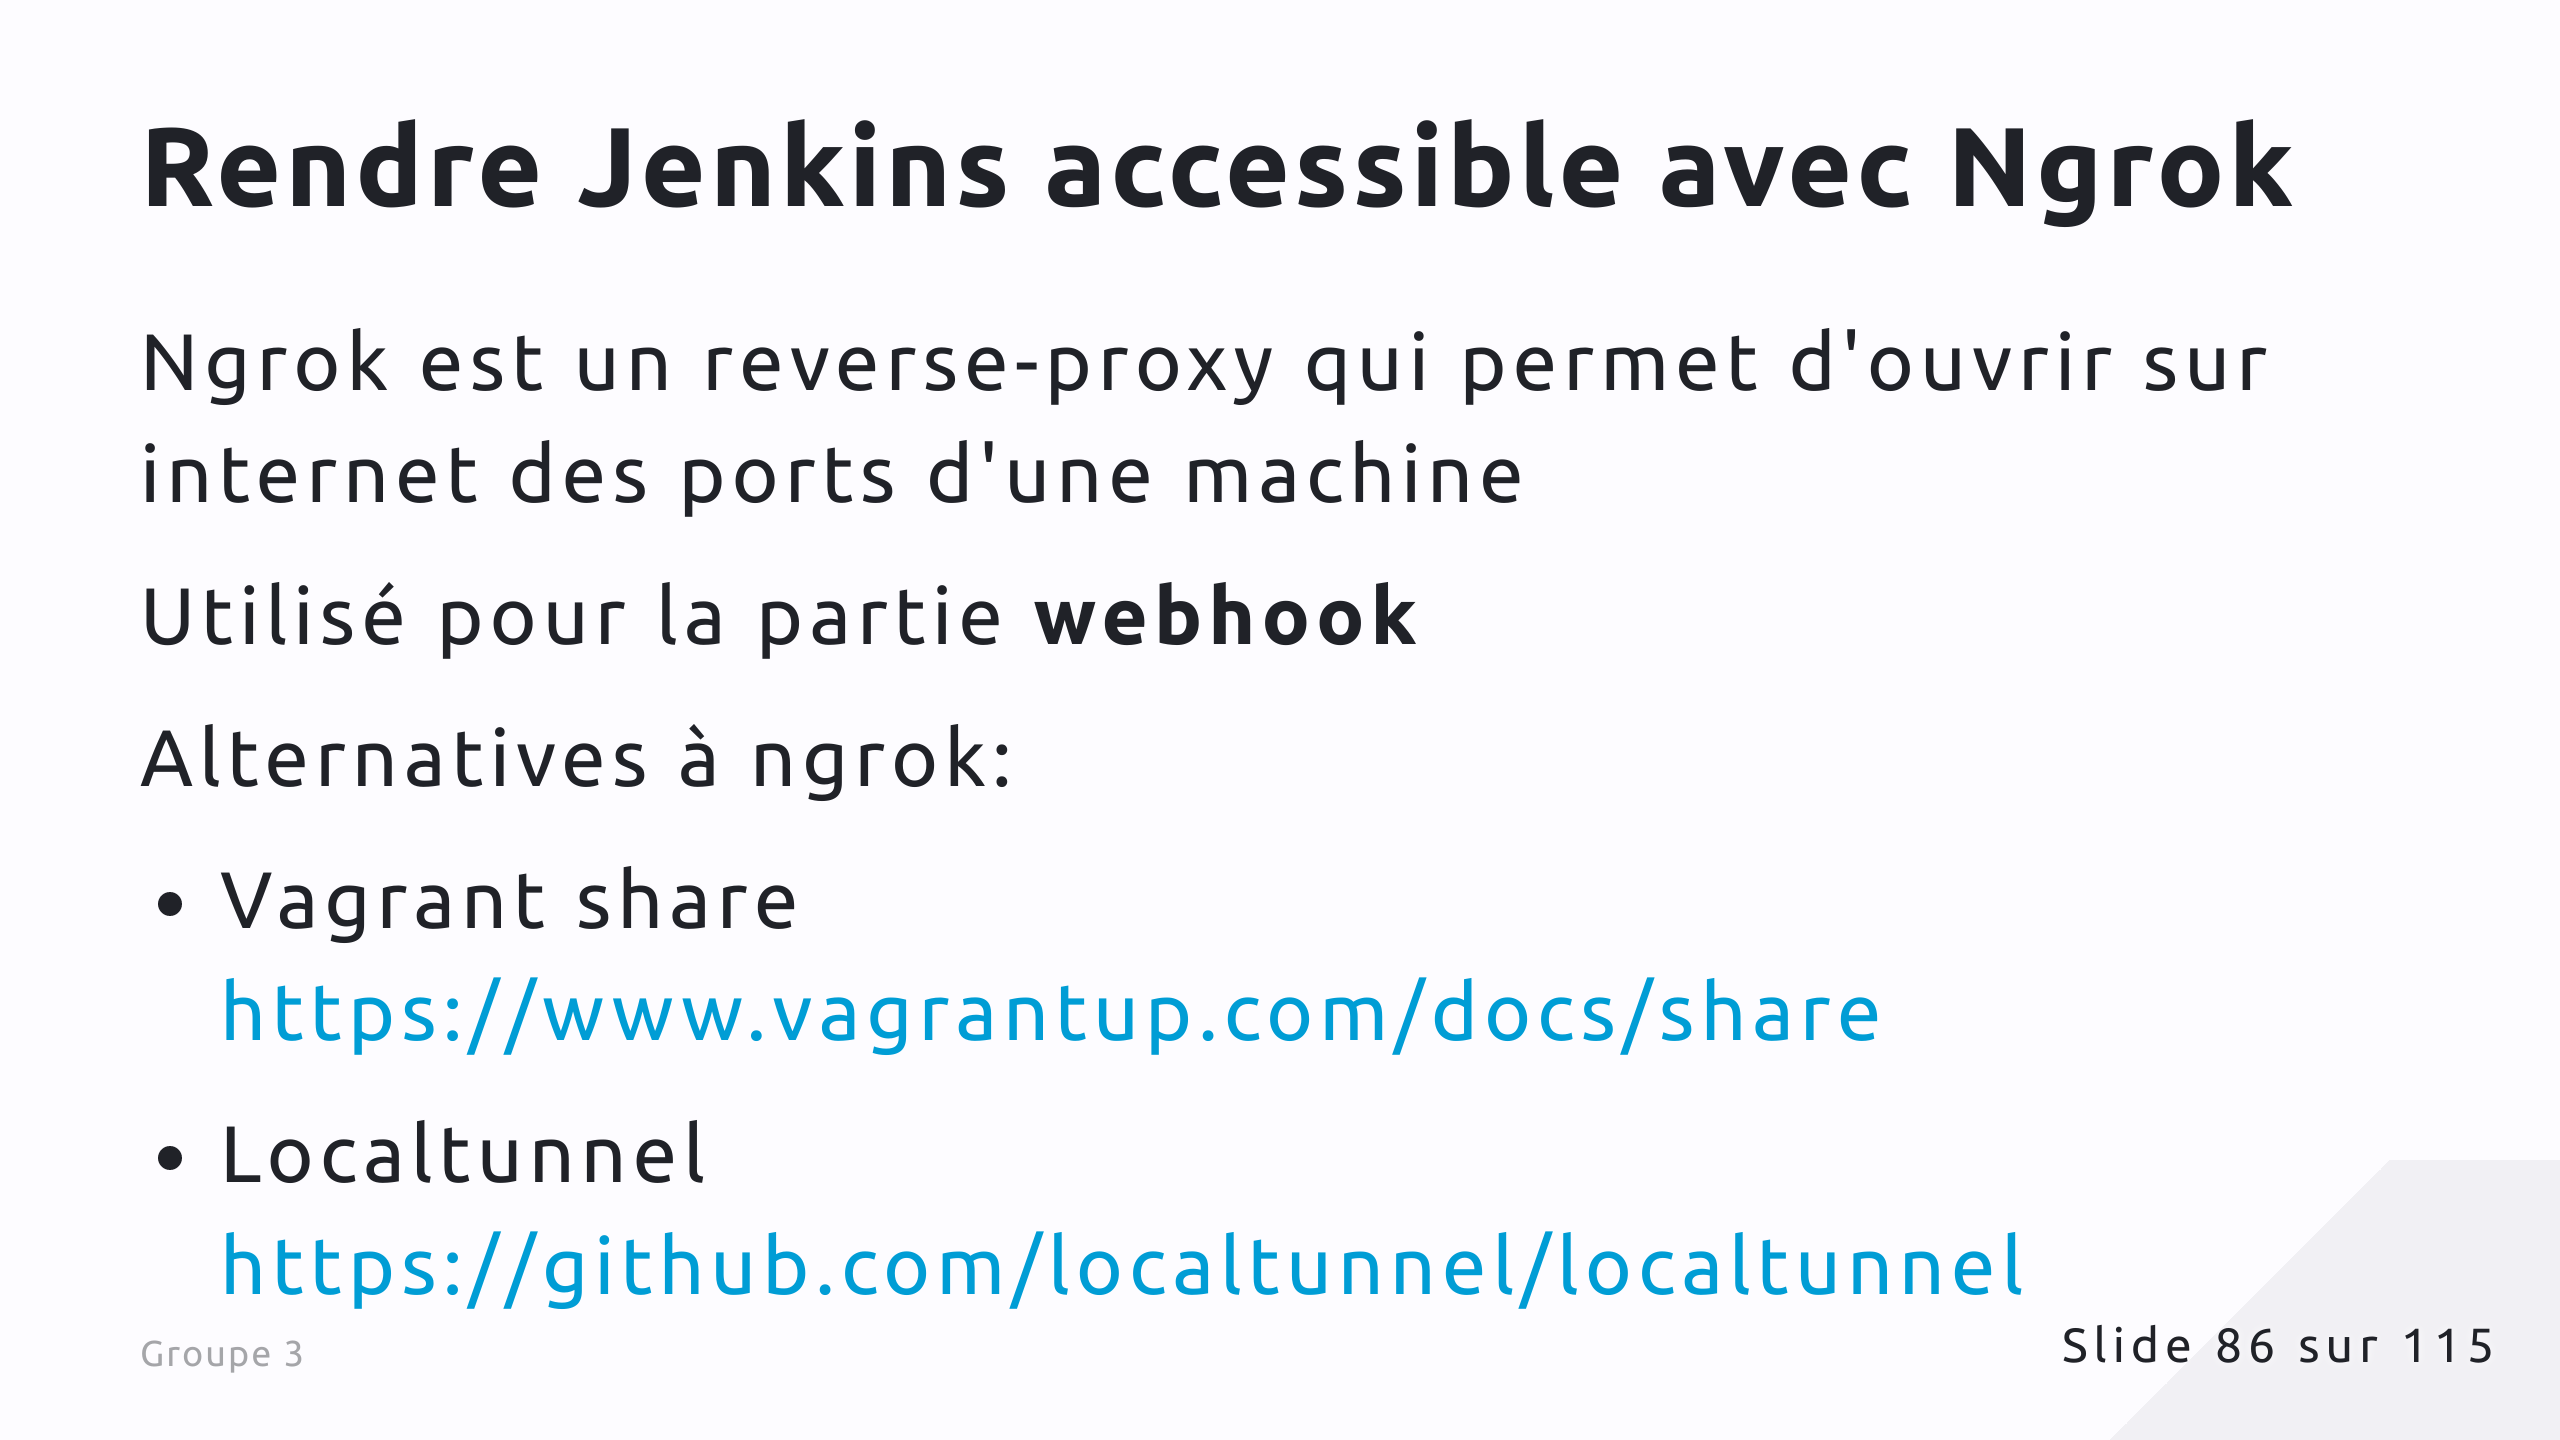 Rendre Jenkins accessible avec Ngrok
Ngrok est un reverse-proxy qui permet d'ouvrir sur
internet des ports d'une machine
Utilisé pour la partie webhook
Alternatives à ngrok:
• Vagrant share
https://www.vagrantup.com/docs/share
• Localtunnel
https://github.com/localtunnel/localtunnel
Groupe 3
Slide 86 sur 115